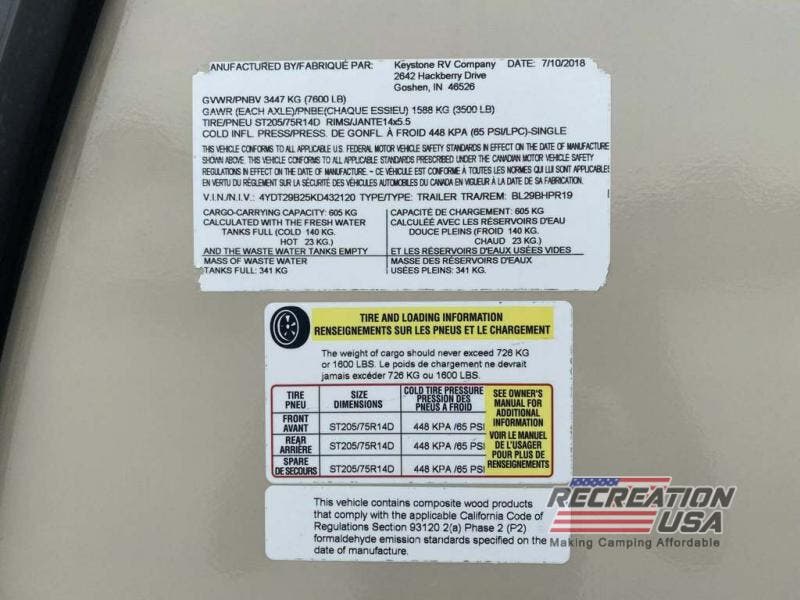 ANUFACTURED BY/FABRIQUÉ PAR: Keystone RV Company DATE: 7/10/2018
2642 Hackberry Drive
Goshen, IN 46526
GVWR/PNBV 3447 KG (7600 LB)
GAWR (EACH AXLE)/PNBE(CHAQUE ESSIEU) 1588 KG (3500 LB)
TIRE/PNEU ST205/75R14D RIMS/JANTE14x5.5
COLD INFL. PRESS/PRESS. DE GONFL. À FROID 448 KPA (65 PSI/LPC)-SINGLE
THIS VEHICLE CONFORMS TO ALL APPLICABLE U.S. FEDERAL MOTOR VEHICLE SAFETY STANDARDS IN EFFECT ON THE DATE OF MANUFACTURE
SHOWN ABOVE. THIS VEHICLE CONFORMS TO ALL APPLICABLE STANDARDS PRESCRIBED UNDER THE CANADIAN MOTOR VEHICLE SAFETY
REGULATIONS IN EFFECT ON THE DATE OF MANUFACTURE. - CE VÉHICULE EST CONFORME À TOUTES LES NORMES QUI LUI SONT APPLICABLES
EN VERTU DU RÈGLEMENT SUR LA SÉCURITÉ DES VÉHICULES AUTOMOBILES DU CANADA EN VIGUEUR À LA DATE DE SA FABRICATION.
V.I.N./N.I.V.: 4YDT29B25KD432120 TYPE/TYPE: TRAILER TRA/REM: BL29BHPR19
CARGO-CARRYING CAPACITY: 605 KG
CALCULATED WITH THE FRESH WATER
TANKS FULL (COLD 140 KG.
HOT 23 KG.)
AND THE WASTE WATER TANKS EMPTY
MASS OF WASTE WATER
TANKS FULL: 341 KG
CAPACITÉ DE CHARGEMENT: 605 KG
CALCULÉE AVEC LES RÉSERVOIRS D'EAU
DOUCE PLEINS (FROID 140 KG.
CHAUD 23 KG.)
ET LES RÉSERVOIRS D'EAUX USÉES VIDES
MASSE DES RÉSERVOIRS D'EAUX
USÉES PLEINS: 341 KG.
TIRE AND LOADING INFORMATION
RENSEIGNEMENTS SUR LES PNEUS ET LE CHARGEMENT
The weight of cargo should never exceed 726 KG
or 1600 LBS. Le poids de chargement ne devrait
jamais excéder 726 KG ou 1600 LBS.
TIRE
PNEU
SIZE
DIMENSIONS
COLD TIRE PRESSURE
PRESSION DES
PNEUS À FROID
FRONT
AVANT
ST205/75R14D
448 KPA /65 PSI
REAR
ARRIÈRE
ST205/75R14D
448 KPA /65 PSI
SPARE
DE SECOURS
ST205/75R14D
448 KPA /65 PSI
SEE OWNER'S
MANUAL FOR
ADDITIONAL
INFORMATION
VOIR LE MANUEL
DE L'USAGER
POUR PLUS DE
RENSEIGNEMENTS
This vehicle contains composite wood products
that comply with the applicable California Code of
Regulations Section 93120.2(a) Phase 2 (P2)
formaldehyde emission standards specified on the
date of manufacture.
RECREATION
USA
Making Camping Affordable